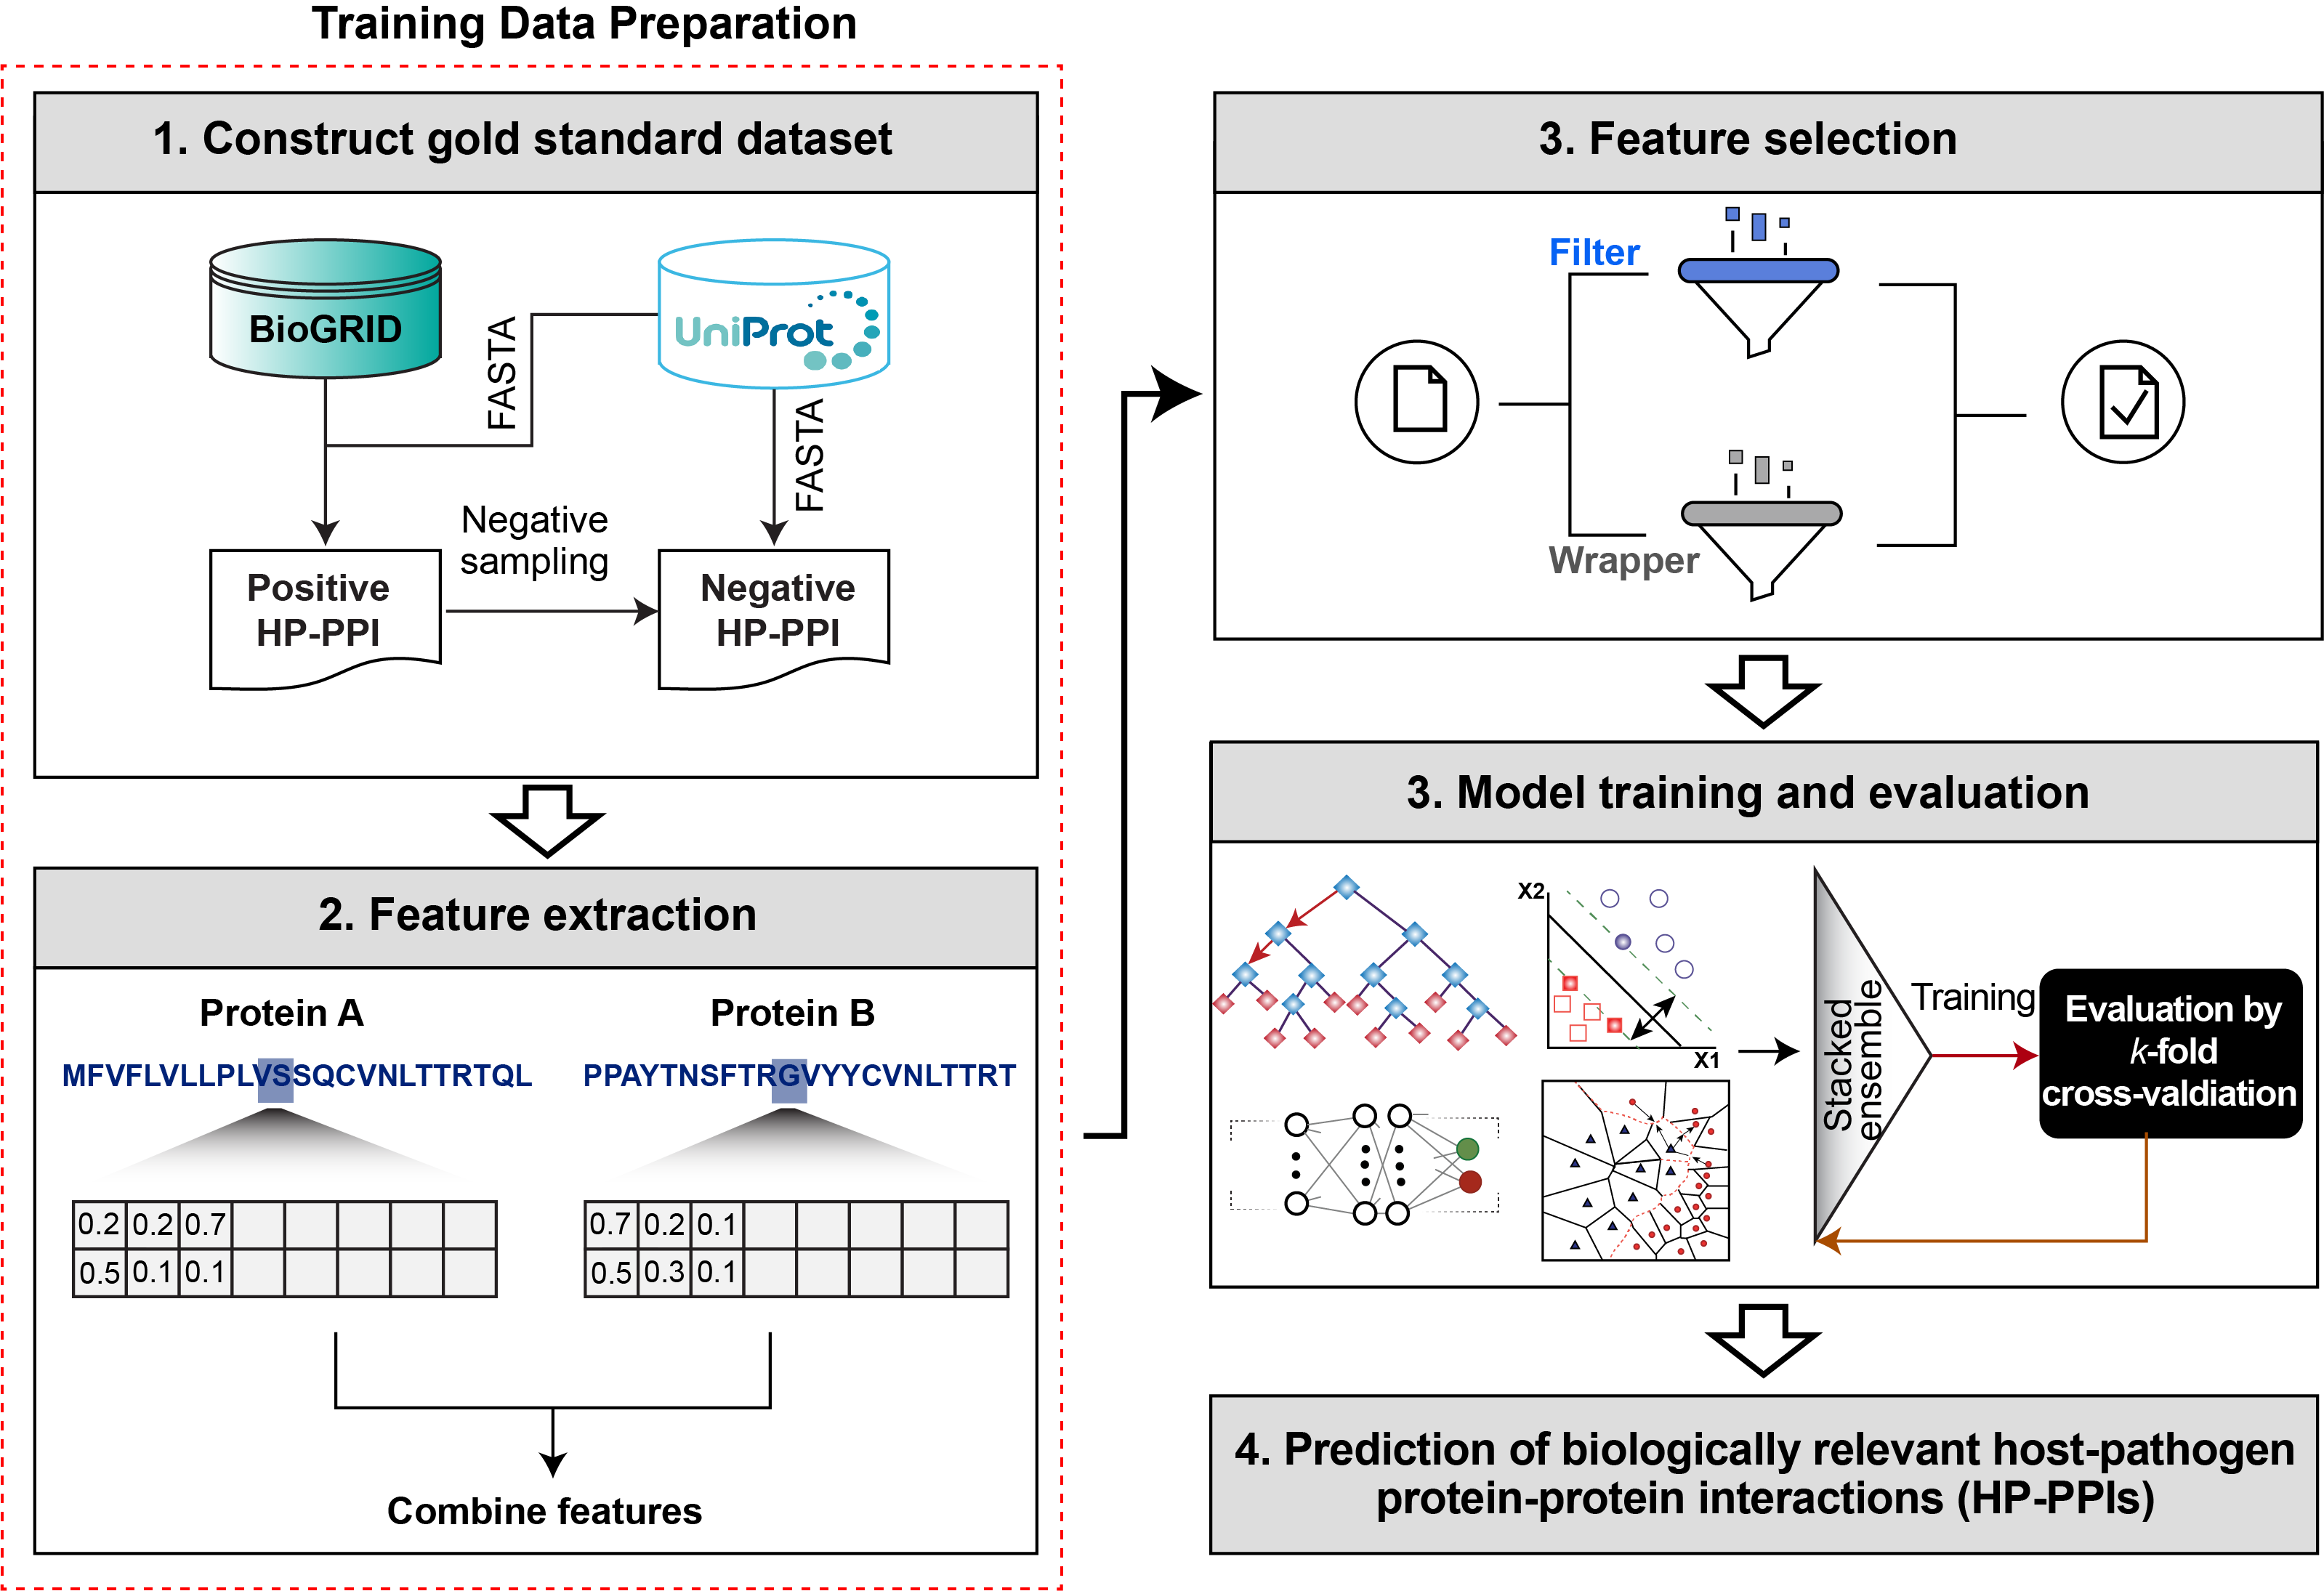 Training Data Preparation
1. Construct gold standard dataset
BioGRID
UniProt
FASTA
FASTA
Negative
sampling
Positive
HP-PPI
Negative
HP-PPI
2. Feature extraction
Protein A
Protein B
MFVFLVLLPLVSSQCVNLTTRTQL
PPAYTNSFTRGVYYCVNLTTRT
0.2 0.2 0.7
0.5 0.1 0.1
0.7 0.2 0.1
0.5 0.3 0.1
Combine features
3. Feature selection
Filter
Wrapper
3. Model training and evaluation
X2
X1
Stacked
ensemble
Training
Evaluation by
k-fold
cross-valdiation
4. Prediction of biologically relevant host-pathogen
protein-protein interactions (HP-PPIs)